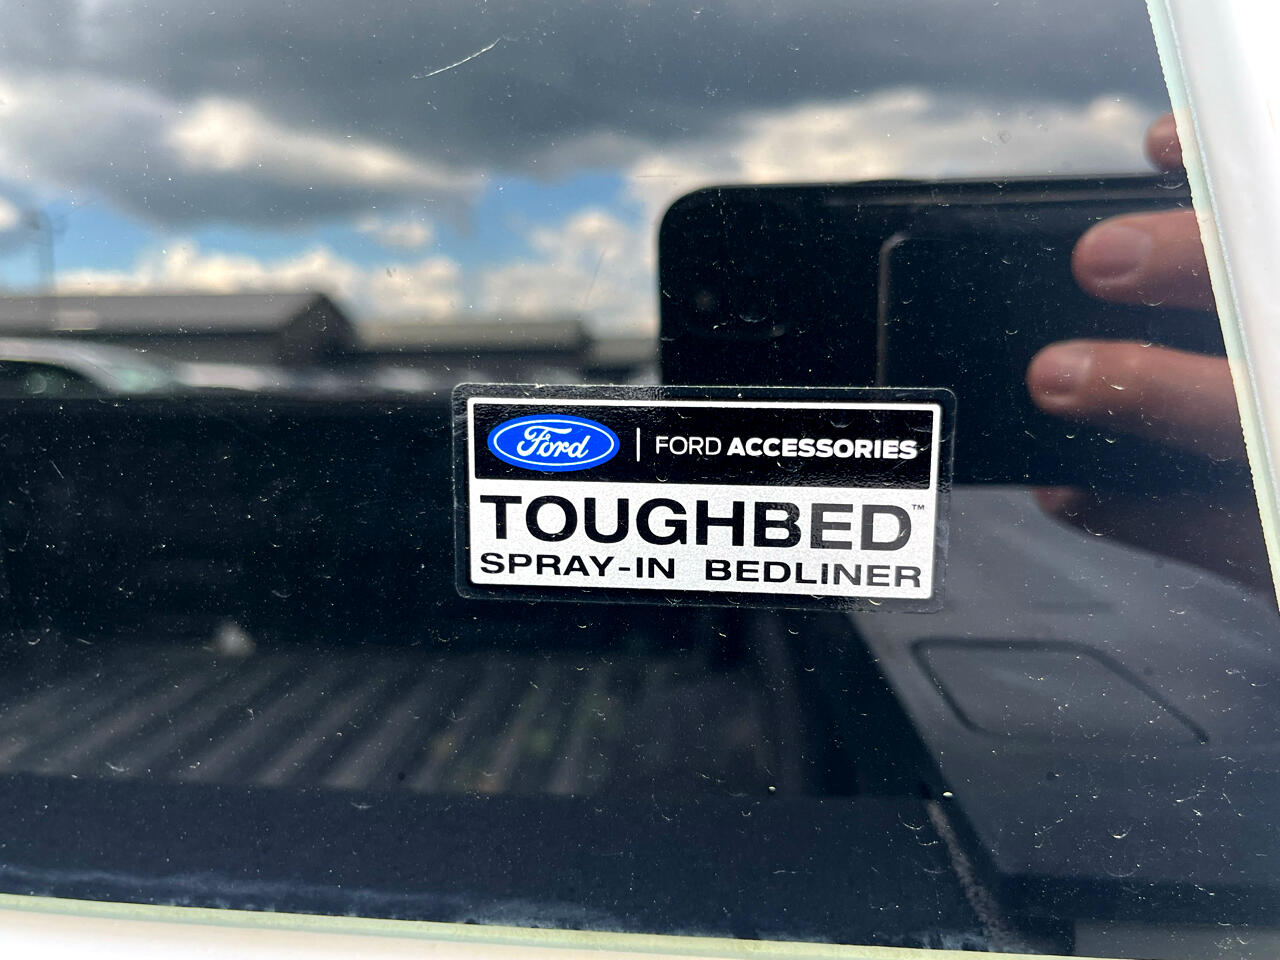 Ford | FORD ACCESSORIES
TOUGHBED™
SPRAY-IN BEDLINER